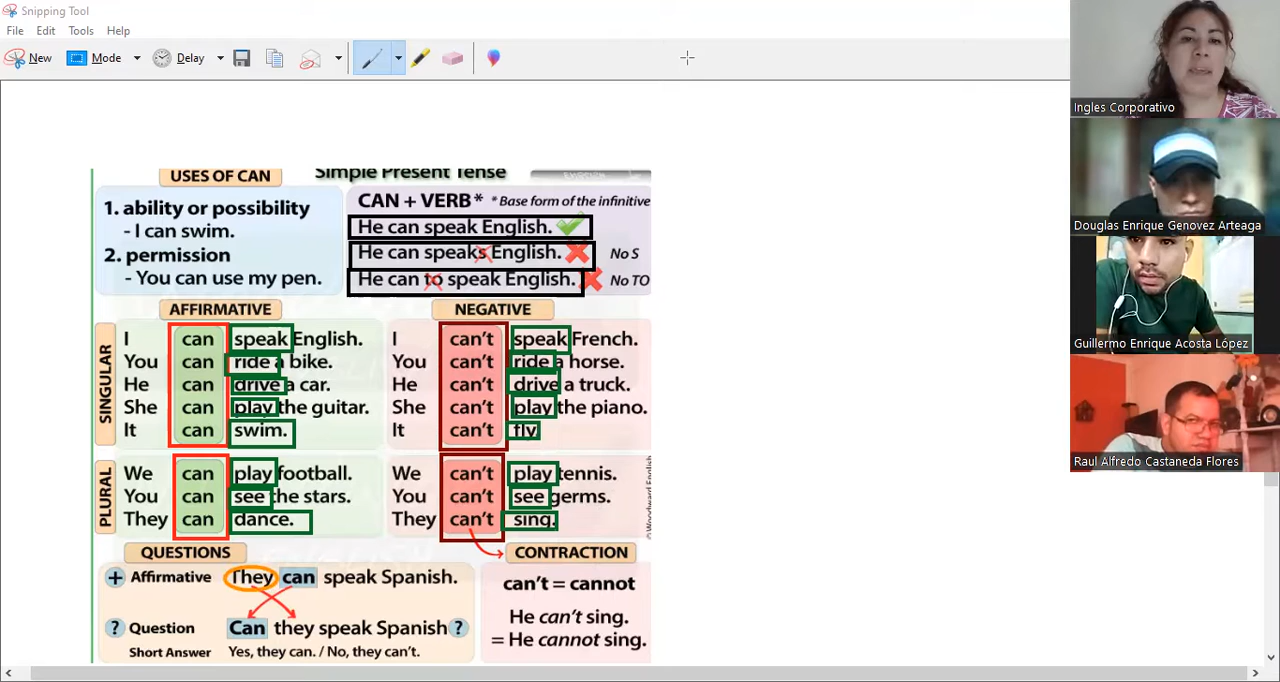 Snipping Tool
File Edit Tools Help
New Mode Delay
USES OF CAN
Simple Present Tense
1. ability or possibility
- I can swim.
2. permission
- You can use my pen.
CAN + VERB* * Base form of the infinitive
He can speak English.
He can speaks English. No S
He can to speak English. No TO
AFFIRMATIVE
SINGULAR
I can speak English.
You can ride a bike.
He can drive a car.
She can play the guitar.
It can swim.
PLURAL
We can play football.
You can see the stars.
They can dance.
NEGATIVE
I can't speak French.
You can't ride a horse.
He can't drive a truck.
She can't play the piano.
It can't fly.
We can't play tennis.
You can't see germs.
They can't sing.
©Woodward English
QUESTIONS
+ Affirmative They can speak Spanish.
? Question Can they speak Spanish?
Short Answer Yes, they can. / No, they can't.
CONTRACTION
can't = cannot
He can't sing.
= He cannot sing.
Ingles Corporativo
Douglas Enrique Genovez Arteaga
Guillermo Enrique Acosta López
Raul Alfredo Castaneda Flores